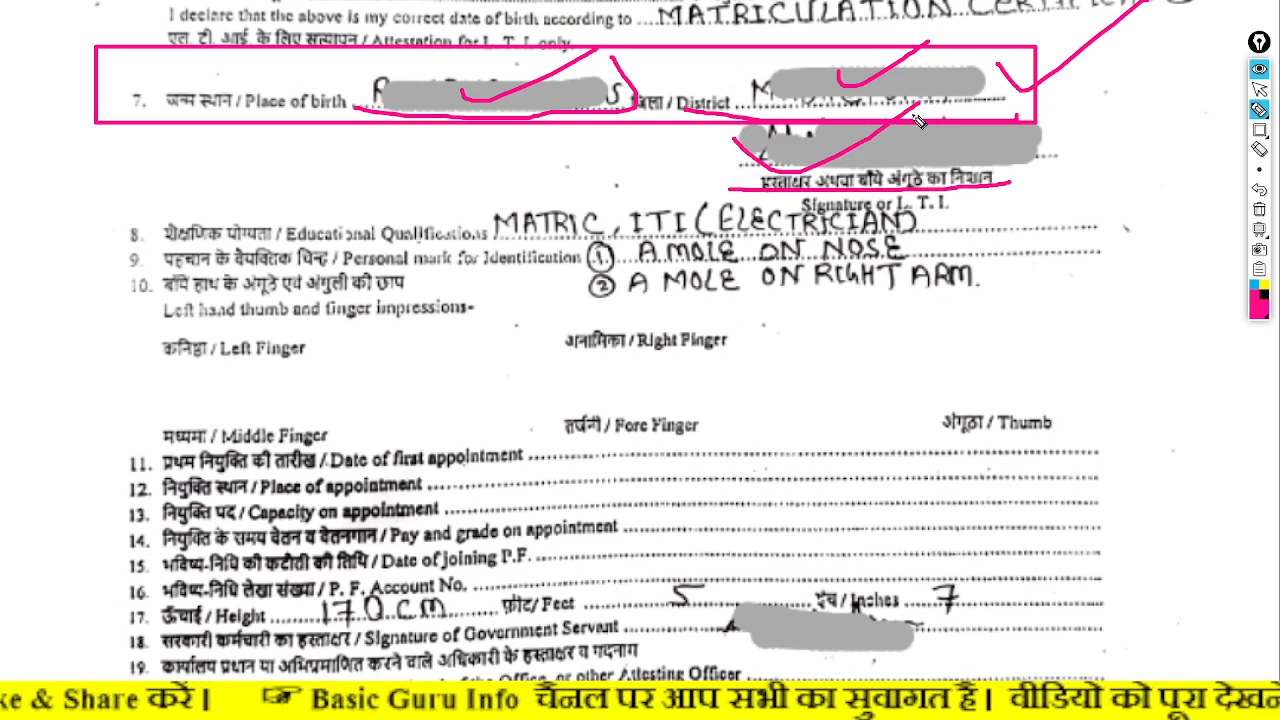 I declare that the above is my correct date of birth according to ....MATRICULATION
एल. टी. आई. के लिए सत्यापन / Attestation for L. T. I. only
7. जन्म स्थान / Place of birth ........ जिला / District ........
हस्ताक्षर अथवा बाँये अंगूठे का निशान
Signature or L. T. I.
8. शैक्षणिक योग्यता / Educational Qualifications MATRIC, ITI (ELECTRICIAN)
9. पहचान के वैयक्तिक चिन्ह / Personal mark for Identification (1.) A MOLE ON NOSE
10. बाँये हाथ के अंगूठे एवं अंगुली की छाप (2) A MOLE ON RIGHT ARM.
Left hand thumb and finger impressions-
कनिष्ठा / Left Finger अनामिका / Right Finger
मध्यमा / Middle Finger तर्जनी / Fore Finger अंगूठा / Thumb
11. प्रथम नियुक्ति की तारीख / Date of first appointment ........
12. नियुक्ति स्थान / Place of appointment ........
13. नियुक्ति पद / Capacity on appointment ........
14. नियुक्ति के समय वेतन व वेतनमान / Pay and grade on appointment ........
15. भविष्य-निधि की कटौती की तिथि / Date of joining P.F. ........
16. भविष्य-निधि लेखा संख्या / P. F. Account No. ........
17. ऊँचाई / Height ....170 CM........ फ़ीट/ Feet ........5........ इंच / Inches ....7
18. सरकारी कर्मचारी का हस्ताक्षर / Signature of Government Servant ........
19. कार्यालय प्रधान या अभिप्रमाणित करने वाले अधिकारी के हस्ताक्षर व पदनाम
Office, or other Attesting Officer ........
ke & Share करें। ☞ Basic Guru Info चैनल पर आप सभी का सुवागत है। वीडियो को पूरा